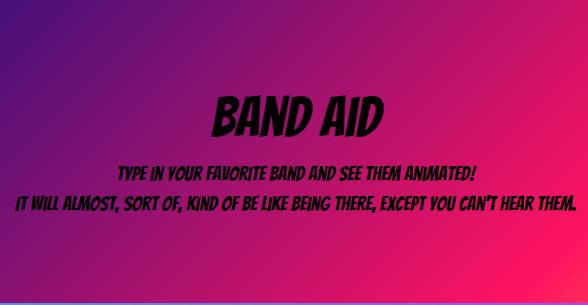 BAND AID
TYPE IN YOUR FAVORITE BAND AND SEE THEM ANIMATED!
IT WILL ALMOST, SORT OF, KIND OF BE LIKE BEING THERE, EXCEPT YOU CAN'T HEAR THEM.